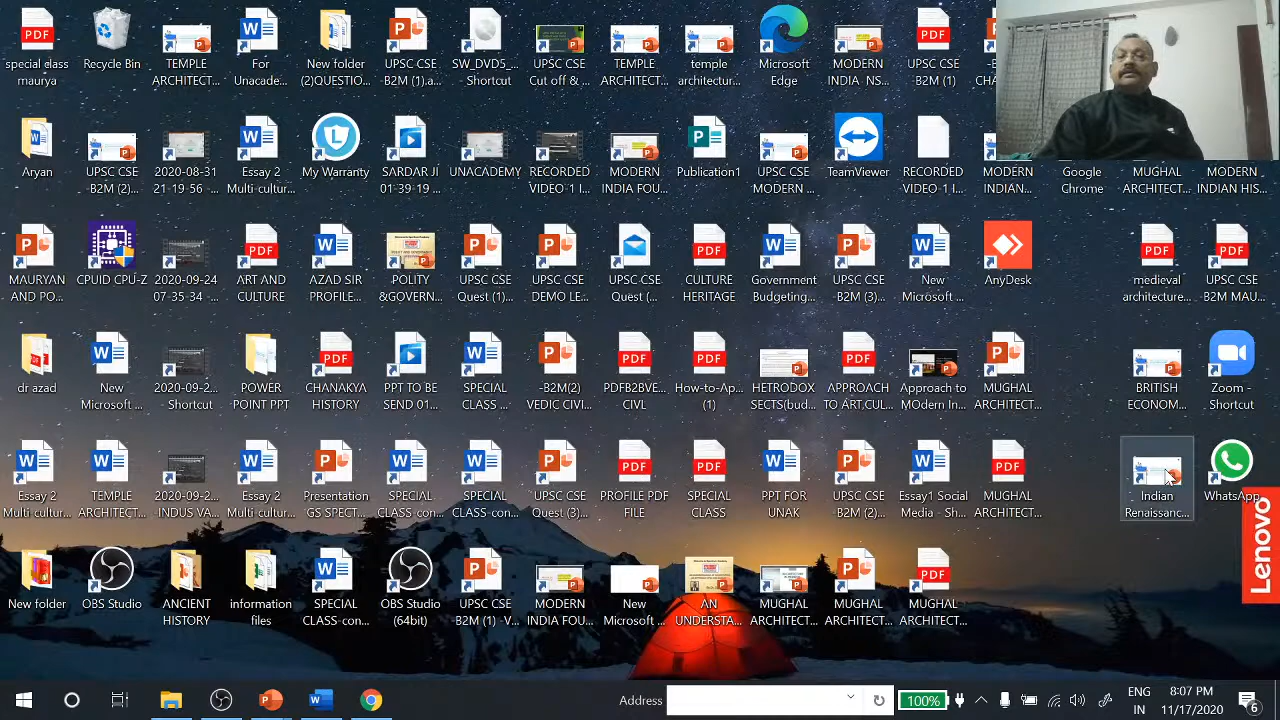 special class
maurya
Recycle Bin
TEMPLE
ARCHITECT...
For
Unacade...
New folder
(2)QUESTIO...
UPSC CSE
B2M (1).a...
SW_DVD5_...
Shortcut
UPSC CSE
Cut off & ...
TEMPLE
ARCHITECT...
temple
architectur...
Microsoft
Edge
MODERN
INDIA -NS...
UPSC CSE
B2M (1)
Aryan
UPSC CSE
B2M (2)...
2020-08-31
21-19-56 -...
Essay 2
Multi-cultur...
My Warranty
SARDAR JI
01-39-19 ...
UNACADEMY
RECORDED
VIDEO-1 I...
MODERN
INDIA FOU...
Publication1
UPSC CSE
MODERN ...
TeamViewer
RECORDED
VIDEO-1 I...
MODERN
INDIAN...
Google
Chrome
MUGHAL
ARCHITECT...
MODERN
INDIAN HIS...
MAURYAN
AND PO...
CPUID CPU-Z
2020-09-24
07-35-34 -...
ART AND
CULTURE
AZAD SIR
PROFILE...
POLITY
&GOVERN...
UPSC CSE
Quest (1)...
UPSC CSE
DEMO LE...
UPSC CSE
Quest (...
CULTURE
HERITAGE
Government
Budgeting...
UPSC CSE
B2M (3)...
New
Microsoft ...
AnyDesk
medieval
architecture...
UPSC CSE
B2M MAU...
dr azad
New
Microsoft ...
2020-09-2...
- Shortcut
POWER
POINT PPT
CHANAKYA
HISTORY
PPT TO BE
SEND 01...
SPECIAL
CLASS ...
-B2M(2)
VEDIC CIVI...
PDFB2BVE...
CIVL
How-to-Ap...
(1)
HETRODOX
SECTS(bud...
APPROACH
TO ART,CUL...
Approach to
MOdern In...
MUGHAL
ARCHITECT...
BRITISH
ECONOM...
Zoom -
Shortcut
Essay 2
Multi-cultur...
TEMPLE
ARCHITECT...
2020-09-2...
INDUS VA...
Essay 2
Multi-cultur...
Presentation
GS SPECT...
SPECIAL
CLASS-con...
SPECIAL
CLASS-con...
UPSC CSE
Quest (3)...
PROFILE PDF
FILE
SPECIAL
CLASS
PPT FOR
UNAK
UPSC CSE
-B2M (2)...
Essay1 Social
Media - Sh...
MUGHAL
ARCHITECT...
Indian
Renaissanc...
WhatsApp
Lenovo
New folder
OBS Studio
ANCIENT
HISTORY
information
files
SPECIAL
CLASS-con...
OBS Studio
(64bit)
UPSC CSE
B2M (1) -V...
MODERN
INDIA FOU...
New
Microsoft ...
AN
UNDERSTA...
MUGHAL
ARCHITECT...
MUGHAL
ARCHITECT...
MUGHAL
ARCHITECT...
Address
100%
ENG
IN
8:07 PM
11/17/2020